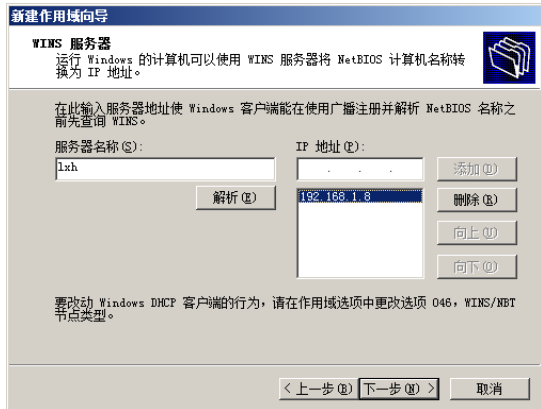 新建作用域向导
WINS 服务器
运行 Windows 的计算机可以使用 WINS 服务器将 NetBIOS 计算机名称转
换为 IP 地址。
在此输入服务器地址使 Windows 客户端能在使用广播注册并解析 NetBIOS 名称之
前先查询 WINS。
服务器名称(S): IP 地址(P):
lxh . . . 添加(D)
解析(E) 192.168.1.8 删除(R)
向上(U)
向下(O)
要改动 Windows DHCP 客户端的行为，请在作用域选项中更改选项 046，WINS/NBT
节点类型。
< 上一步(B) 下一步(N) > 取消